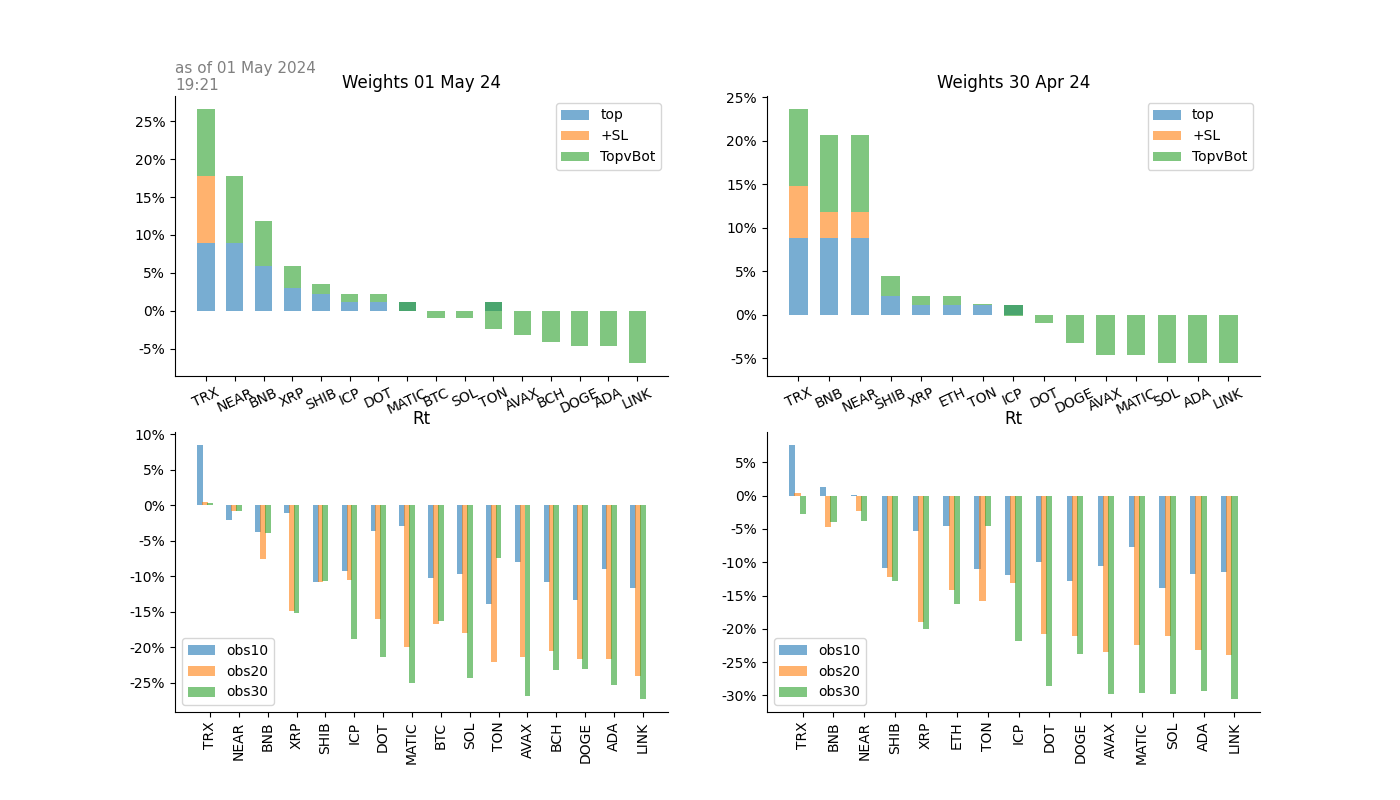 as of 01 May 2024
19:21
Weights 01 May 24
25%
20%
15%
10%
5%
0%
-5%
top
+SL
TopvBot
TRX NEAR BNB XRP SHIB ICP DOT MATIC BTC SOL TON AVAX BCH DOGE ADA LINK
Weights 30 Apr 24
25%
20%
15%
10%
5%
0%
-5%
top
+SL
TopvBot
TRX BNB NEAR SHIB XRP ETH TON ICP DOT DOGE AVAX MATIC SOL ADA LINK
Rt
10%
5%
0%
-5%
-10%
-15%
-20%
-25%
obs10
obs20
obs30
TRX NEAR BNB XRP SHIB ICP DOT MATIC BTC SOL TON AVAX BCH DOGE ADA LINK
Rt
5%
0%
-5%
-10%
-15%
-20%
-25%
-30%
obs10
obs20
obs30
TRX BNB NEAR SHIB XRP ETH TON ICP DOT DOGE AVAX MATIC SOL ADA LINK